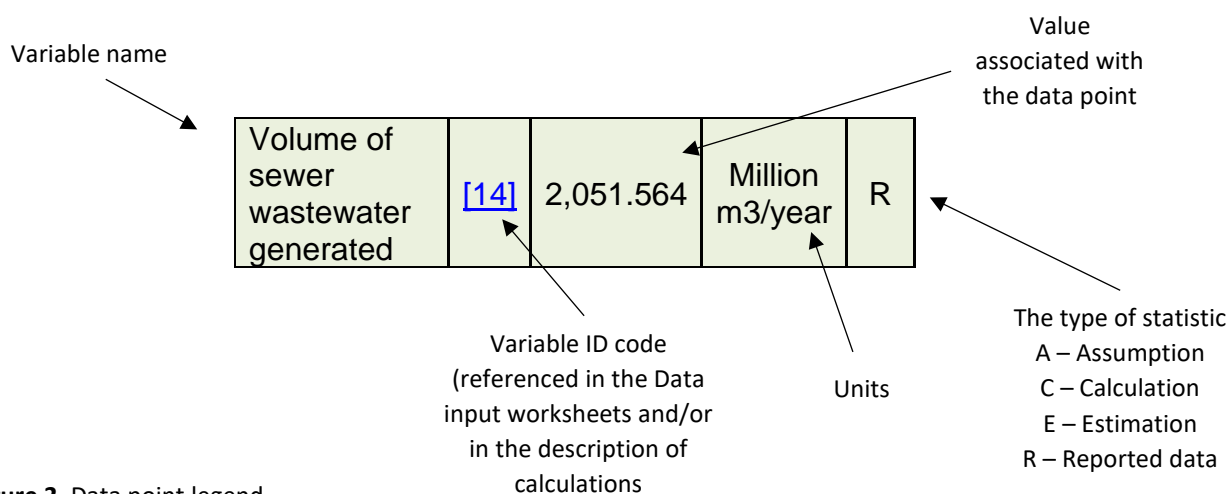 Variable name
Value
associated with
the data point
Volume of
sewer
wastewater
generated
[14]
2,051.564
Million
m3/year
R
Variable ID code
(referenced in the Data
input worksheets and/or
in the description of
calculations
Units
The type of statistic
A – Assumption
C – Calculation
E – Estimation
R – Reported data
2. Data point legend